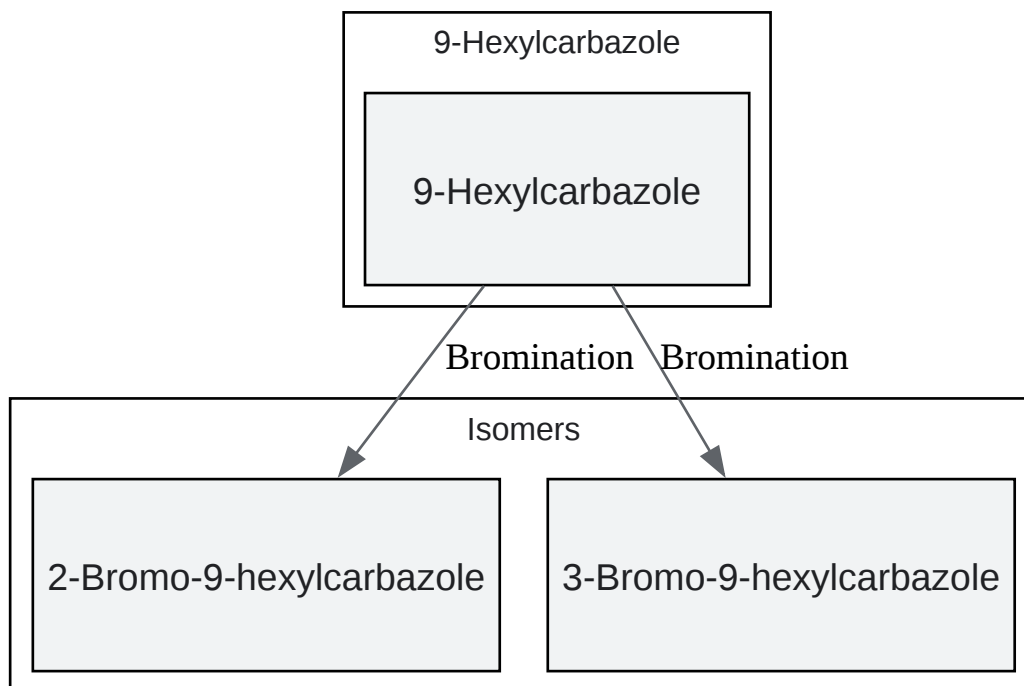 9-Hexylcarbazole
9-Hexylcarbazole
Bromination
Bromination
Isomers
2-Bromo-9-hexylcarbazole
3-Bromo-9-hexylcarbazole